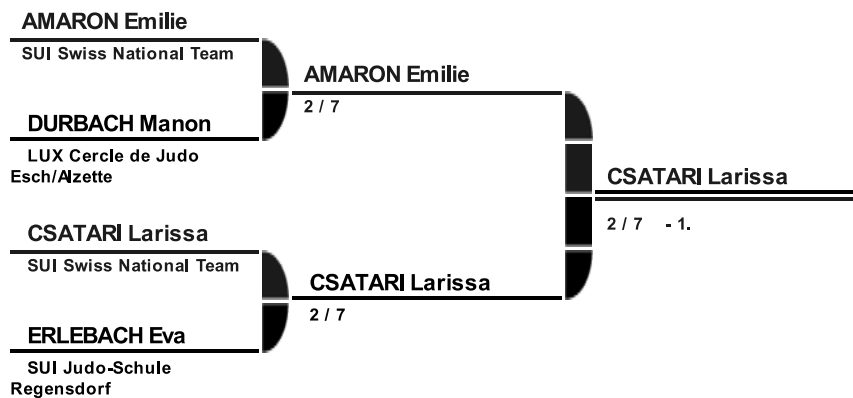 AMARON Emilie
SUI Swiss National Team
AMARON Emilie
2 / 7
DURBACH Manon
LUX Cercle de Judo
Esch/Alzette
CSATARI Larissa
2 / 7 - 1.
CSATARI Larissa
SUI Swiss National Team
CSATARI Larissa
2 / 7
ERLEBACH Eva
SUI Judo-Schule
Regensdorf